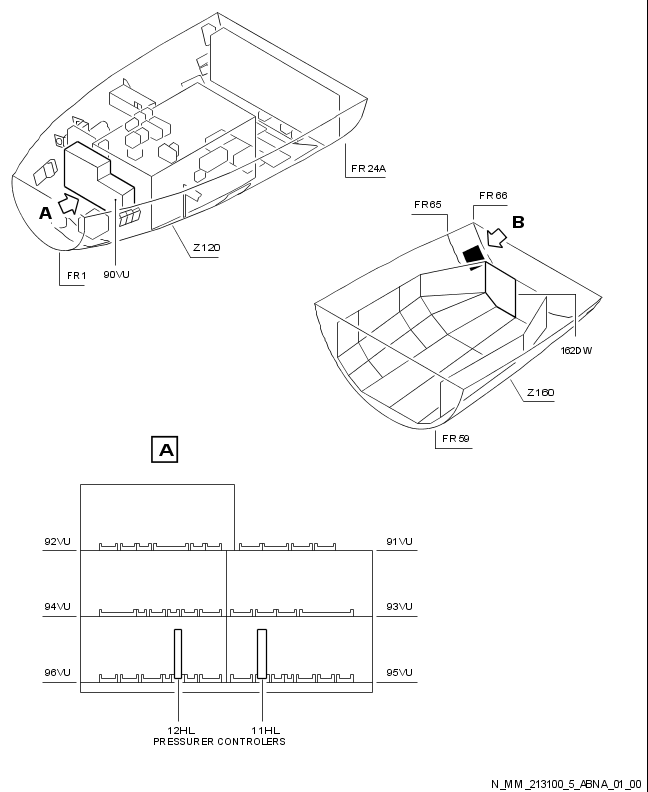 FR24A
A
FR66
FR65
B
Z120
FR1
90VU
162DW
Z160
FR59
A
92VU
91VU
94VU
93VU
96VU
95VU
12HL
11HL
PRESSURER CONTROLERS
N_MM_213100_5_ABNA_01_00